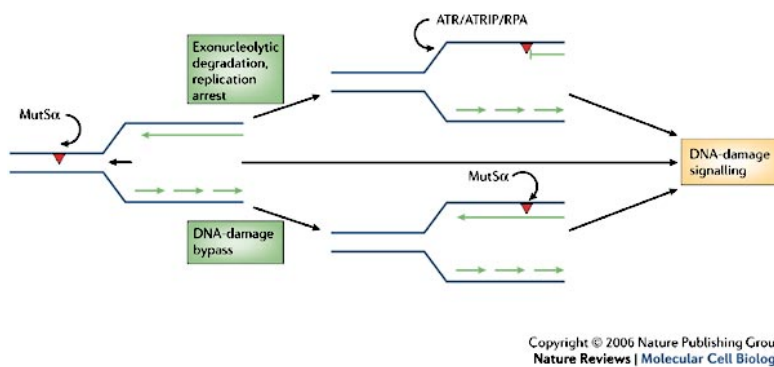 ATR/ATRIP/RPA
Exonucleolytic
degradation,
replication
arrest
MutSα
DNA-damage
signalling
MutSα
DNA-damage
bypass
Copyright © 2006 Nature Publishing Grou
Nature Reviews | Molecular Cell Biolog